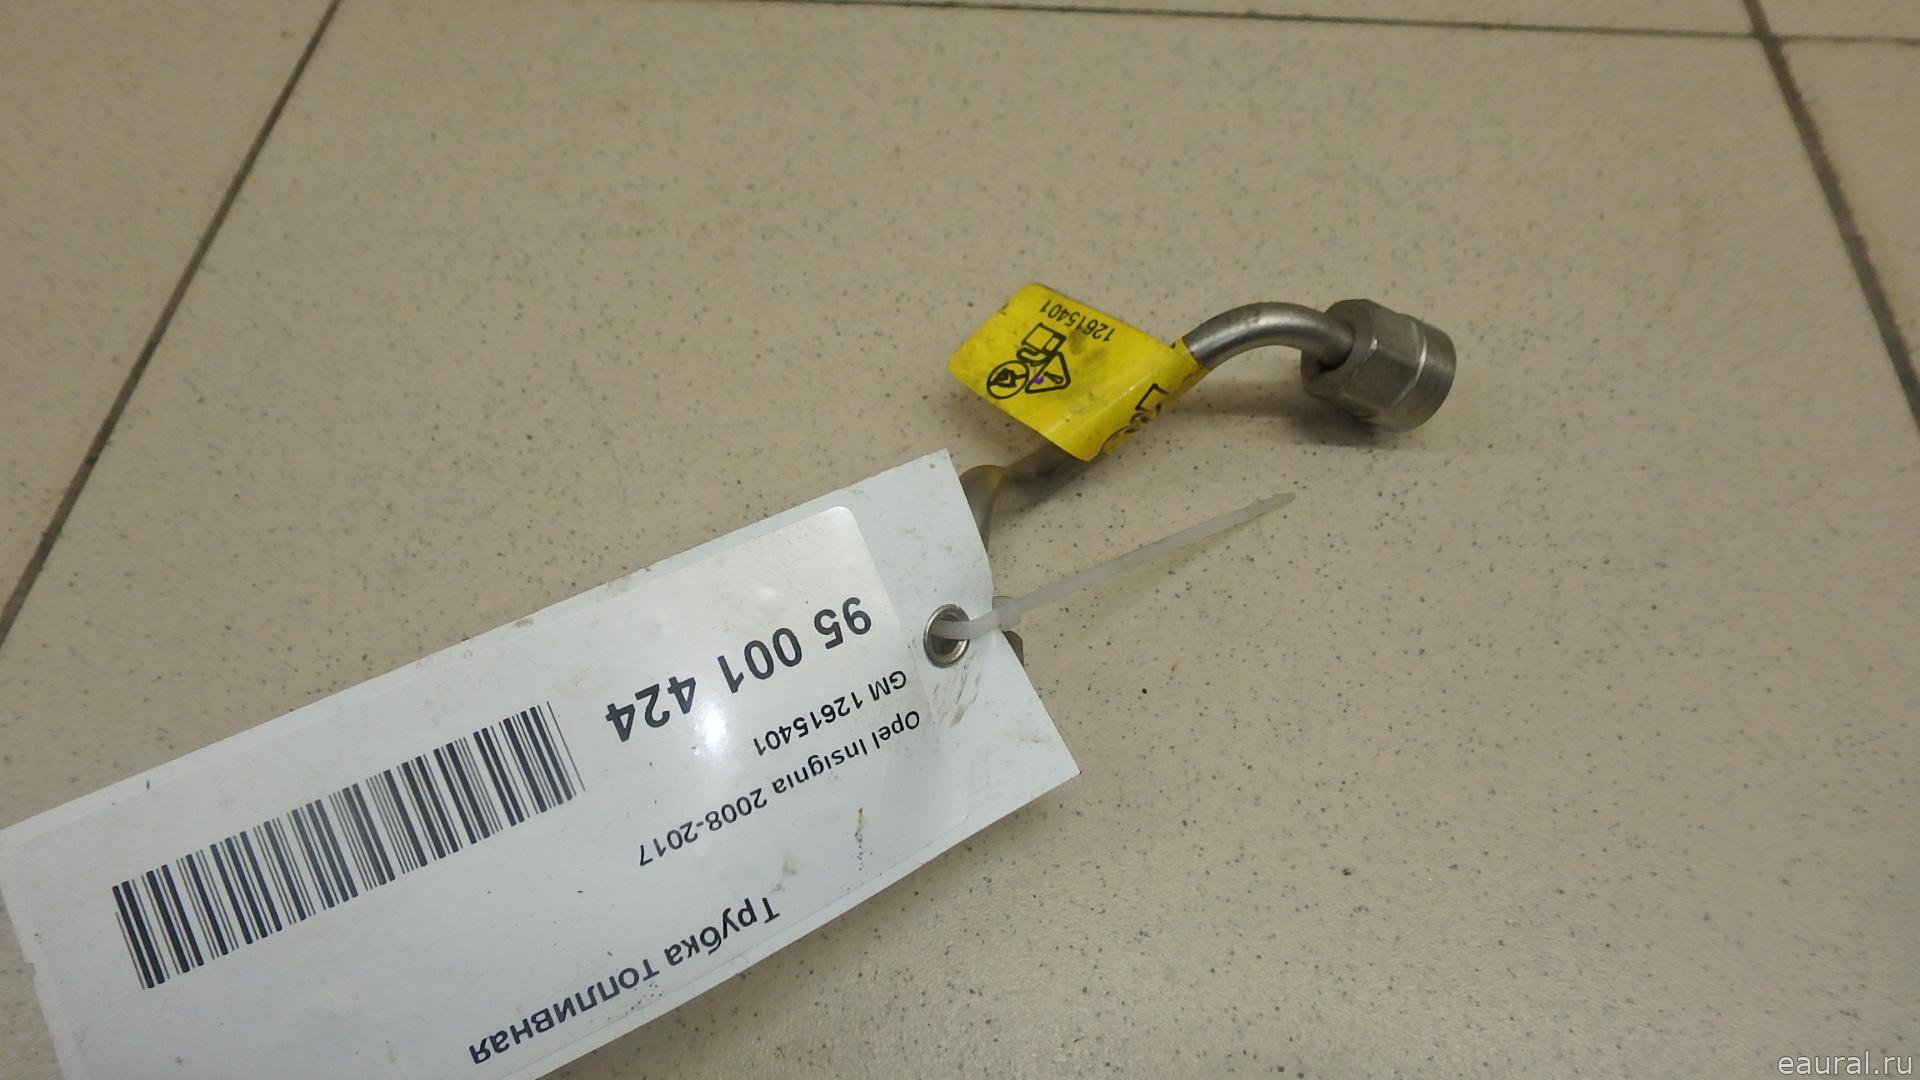 12615401
Трубка топливная
Opel Insignia 2008-2017
GM 12615401
95 001 424
eaural.ru